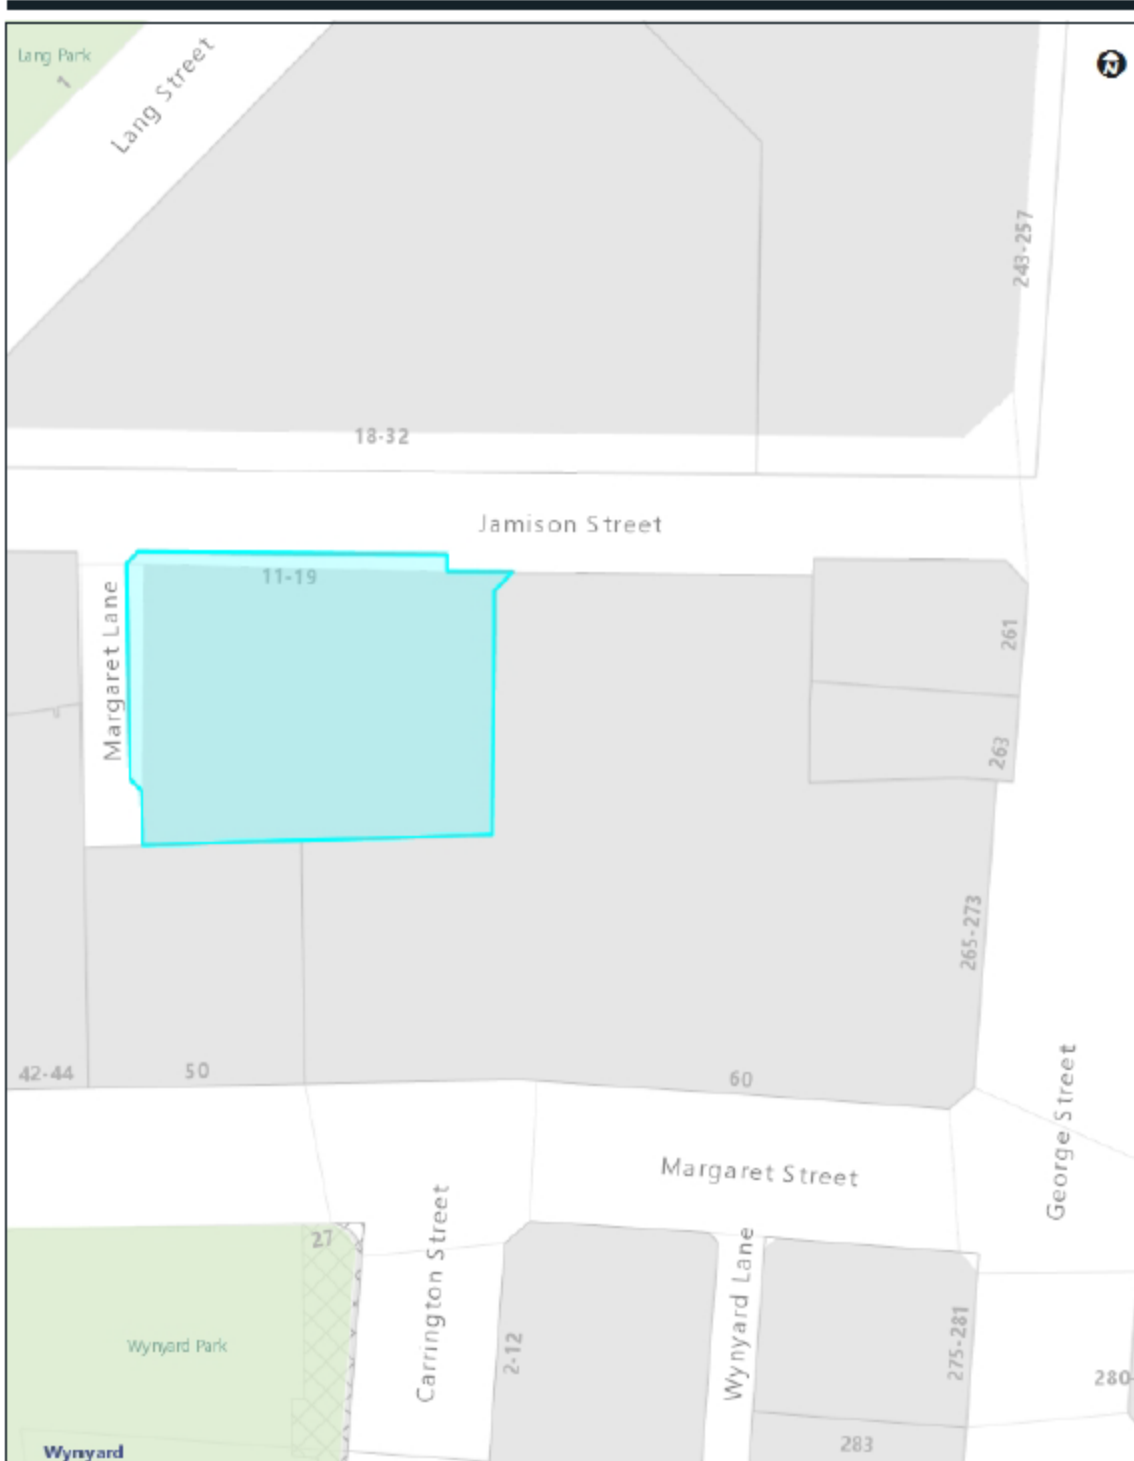 Lang Park
1
Lang Street
N
243-257
18-32
Jamison Street
11-19
Margaret Lane
261
263
265-273
42-44
50
60
George Street
Margaret Street
27
Carrington Street
Wynyard Lane
Wynyard Park
2-12
275-281
280-
283
Wynyard